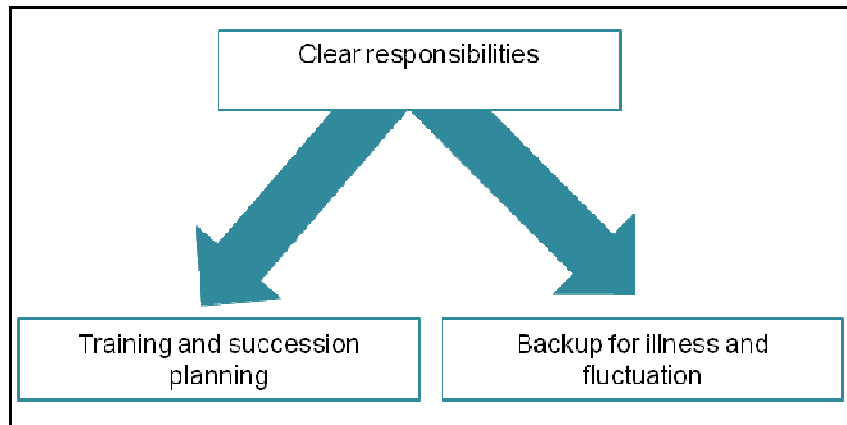 Clear responsibilities
Training and succession
planning
Backup for illness and
fluctuation